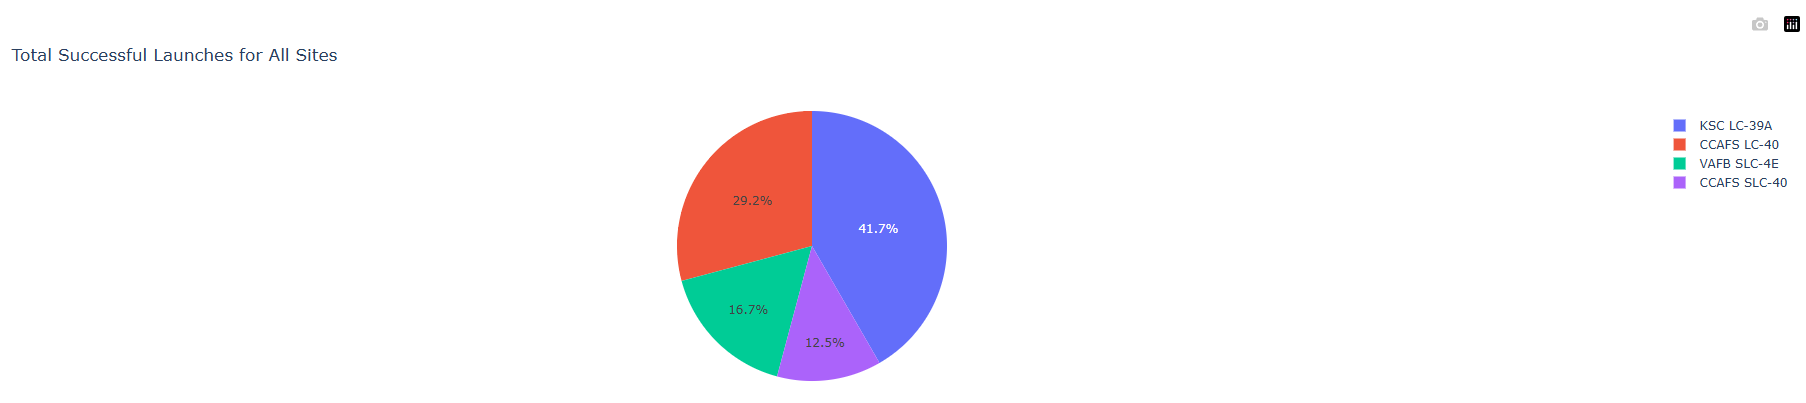 Total Successful Launches for All Sites
KSC LC-39A
CCAFS LC-40
VAFB SLC-4E
CCAFS SLC-40
29.2%
41.7%
16.7%
12.5%